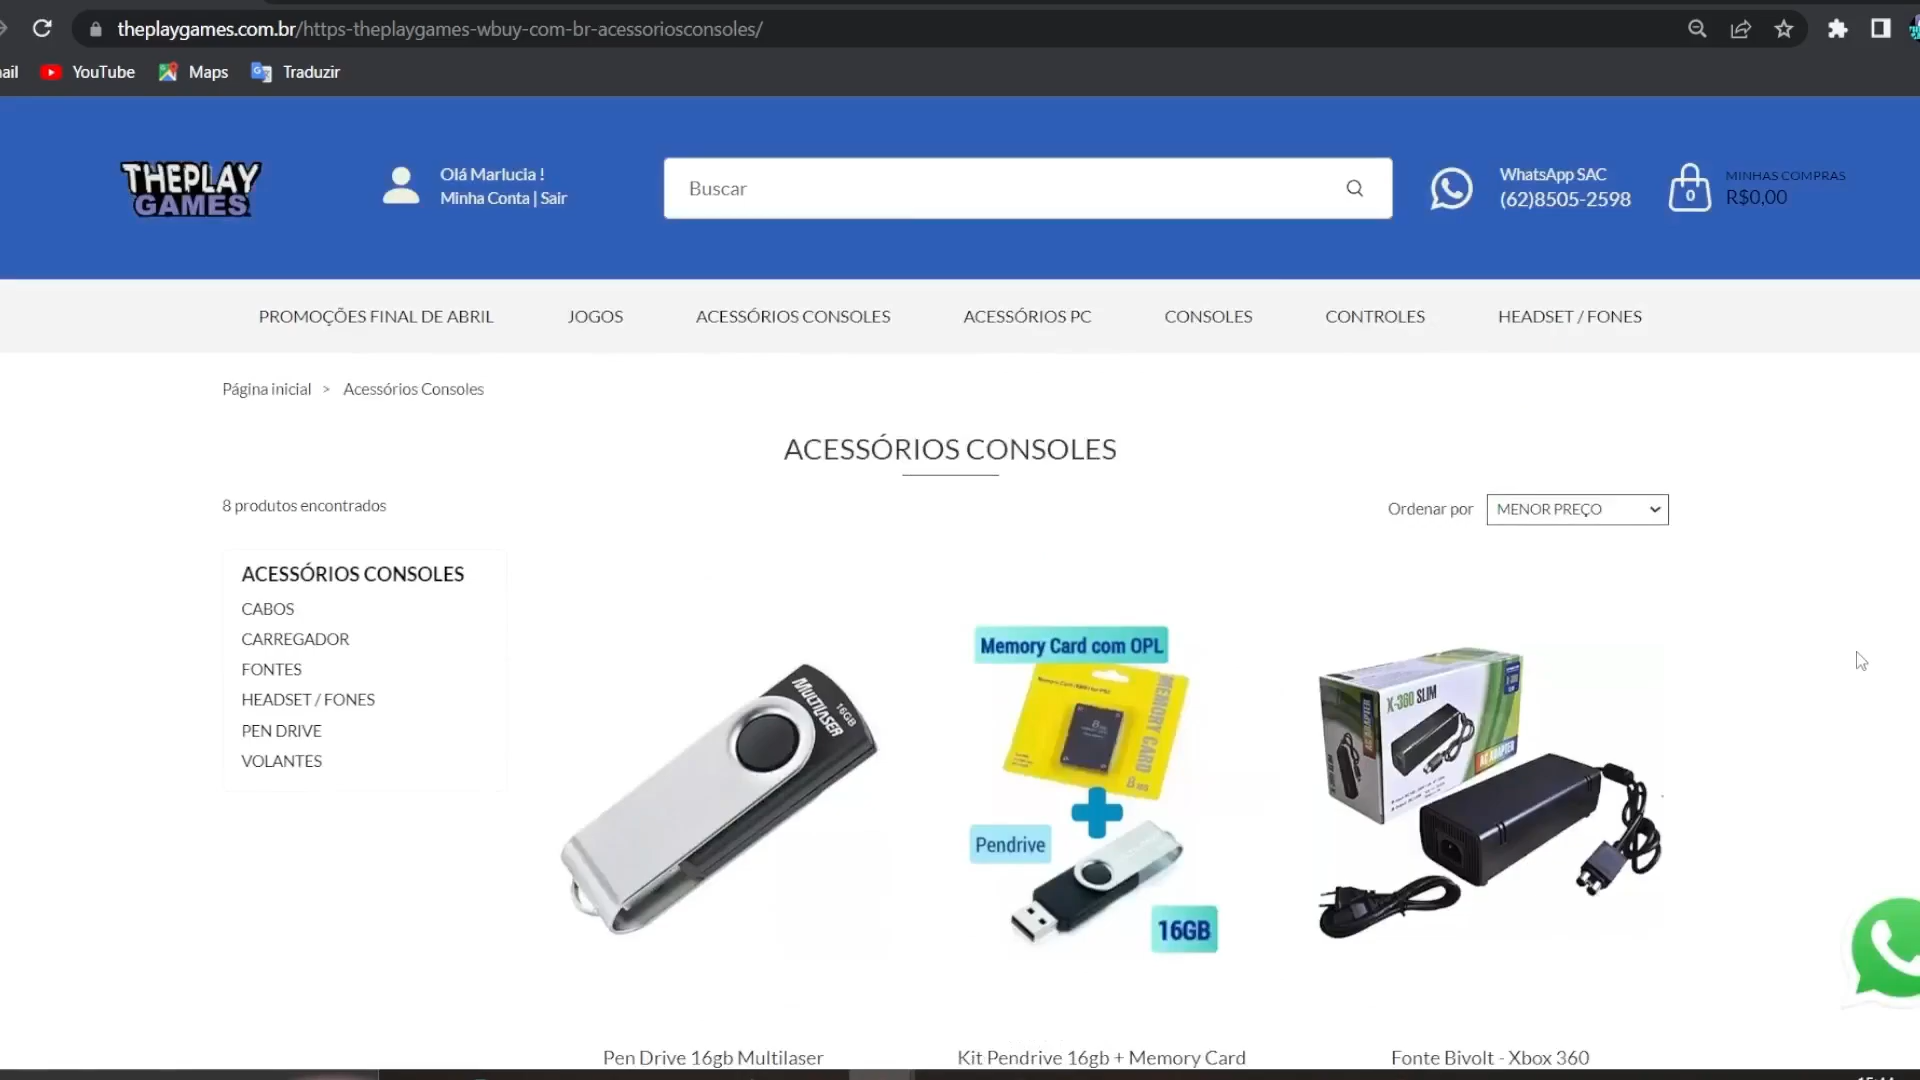 theplaygames.com.br/https-theplaygames-wbuy-com-br-acessoriosconsoles/
ail YouTube Maps Traduzir
THEPLAY
GAMES
Olá Marlucia !
Minha Conta | Sair
Buscar
WhatsApp SAC
(62)8505-2598
0
MINHAS COMPRAS
R$0,00
PROMOÇÕES FINAL DE ABRIL JOGOS ACESSÓRIOS CONSOLES ACESSÓRIOS PC CONSOLES CONTROLES HEADSET / FONES
Página inicial > Acessórios Consoles
ACESSÓRIOS CONSOLES
8 produtos encontrados
Ordenar por MENOR PREÇO
ACESSÓRIOS CONSOLES
CABOS
CARREGADOR
FONTES
HEADSET / FONES
PEN DRIVE
VOLANTES
MULTILASER
16GB
Memory Card com OPL
MEMORY CARD
Pendrive
16GB
X-360 SLIM
AC ADAPTER
AC ADAPTER
Pen Drive 16gb Multilaser
Kit Pendrive 16gb + Memory Card
Fonte Bivolt - Xbox 360